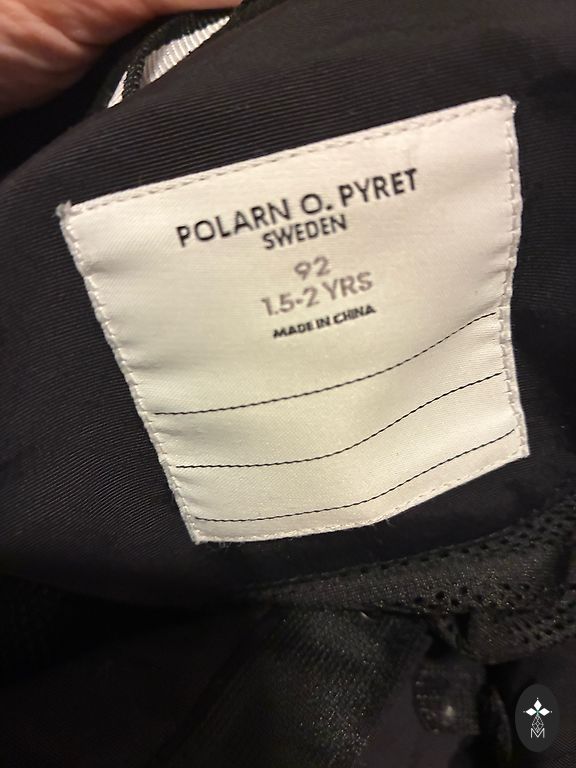 POLARN O. PYRET
SWEDEN
92
1.5-2 YRS
MADE IN CHINA
M